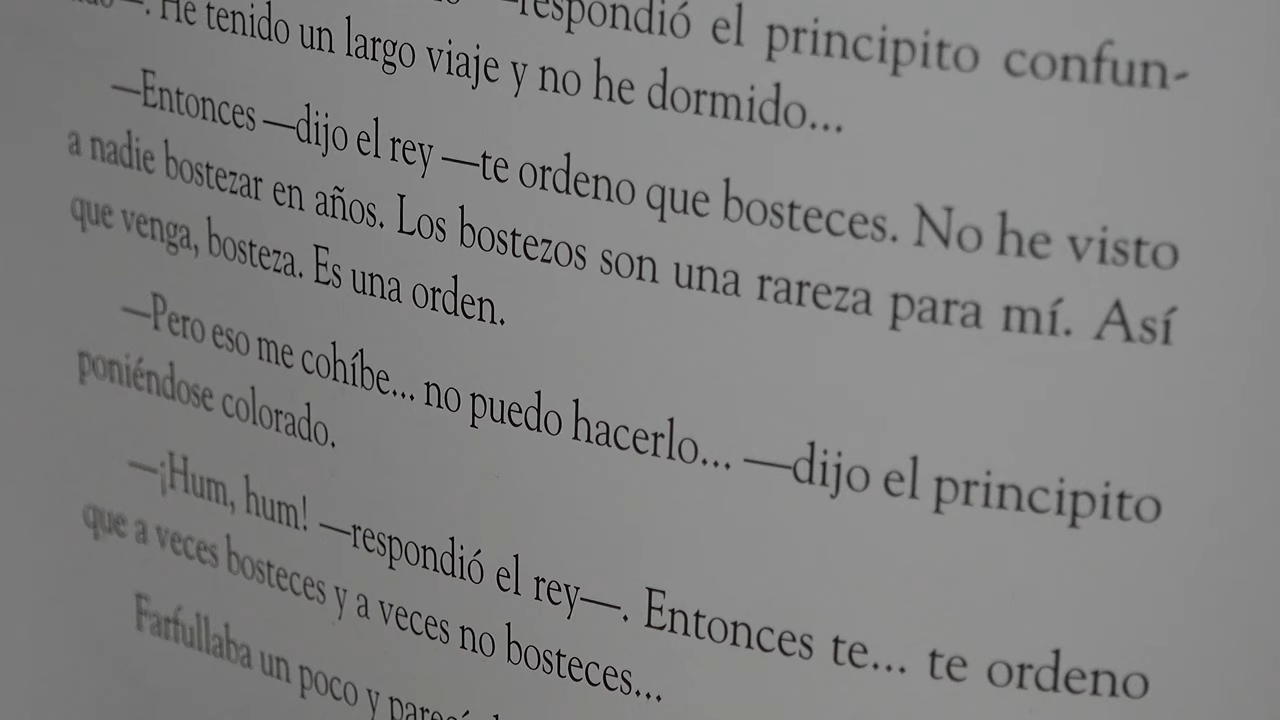 —respondió el principito confun-
He tenido un largo viaje y no he dormido...
—Entonces —dijo el rey —te ordeno que bosteces. No he visto
a nadie bostezar en años. Los bostezos son una rareza para mí. Así
que venga, bosteza. Es una orden.
—Pero eso me cohíbe... no puedo hacerlo... —dijo el principito
poniéndose colorado.
—¡Hum, hum! —respondió el rey—. Entonces te... te ordeno
que a veces bosteces y a veces no bosteces...
Farfullaba un poco y